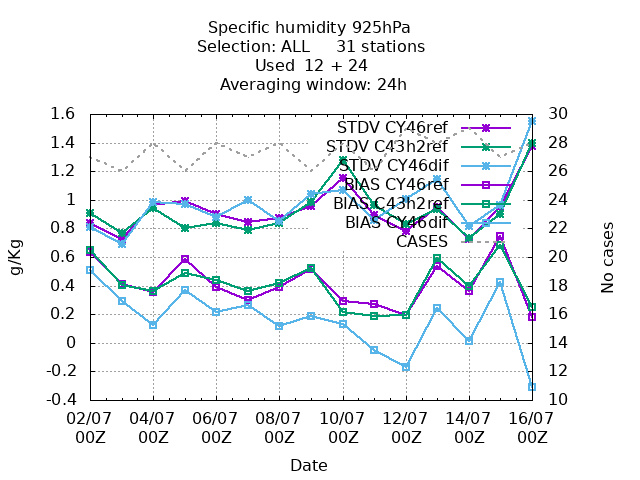 Specific humidity 925hPa
Selection: ALL     31 stations
Used  12 + 24
Averaging window: 24h
STDV CY46ref
STDV C43h2ref
STDV CY46dif
BIAS CY46ref
BIAS C43h2ref
BIAS CY46dif
CASES
1.6
1.4
1.2
1
0.8
0.6
0.4
0.2
0
-0.2
-0.4
g/Kg
30
28
26
24
22
20
18
16
14
12
10
No cases
02/07 04/07 06/07 08/07 10/07 12/07 14/07 16/07
00Z 00Z 00Z 00Z 00Z 00Z 00Z 00Z
Date